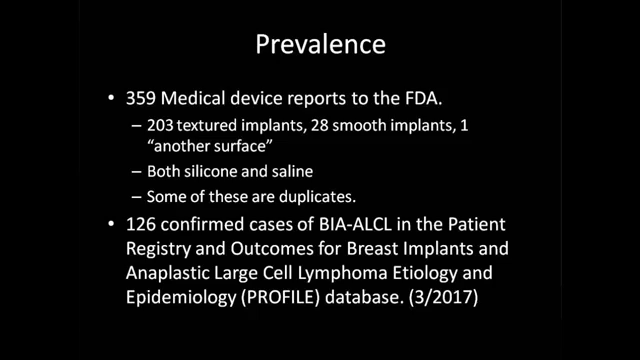 Prevalence
• 359 Medical device reports to the FDA.
– 203 textured implants, 28 smooth implants, 1
“another surface”
– Both silicone and saline
– Some of these are duplicates.
• 126 confirmed cases of BIA-ALCL in the Patient
Registry and Outcomes for Breast Implants and
Anaplastic Large Cell Lymphoma Etiology and
Epidemiology (PROFILE) database. (3/2017)